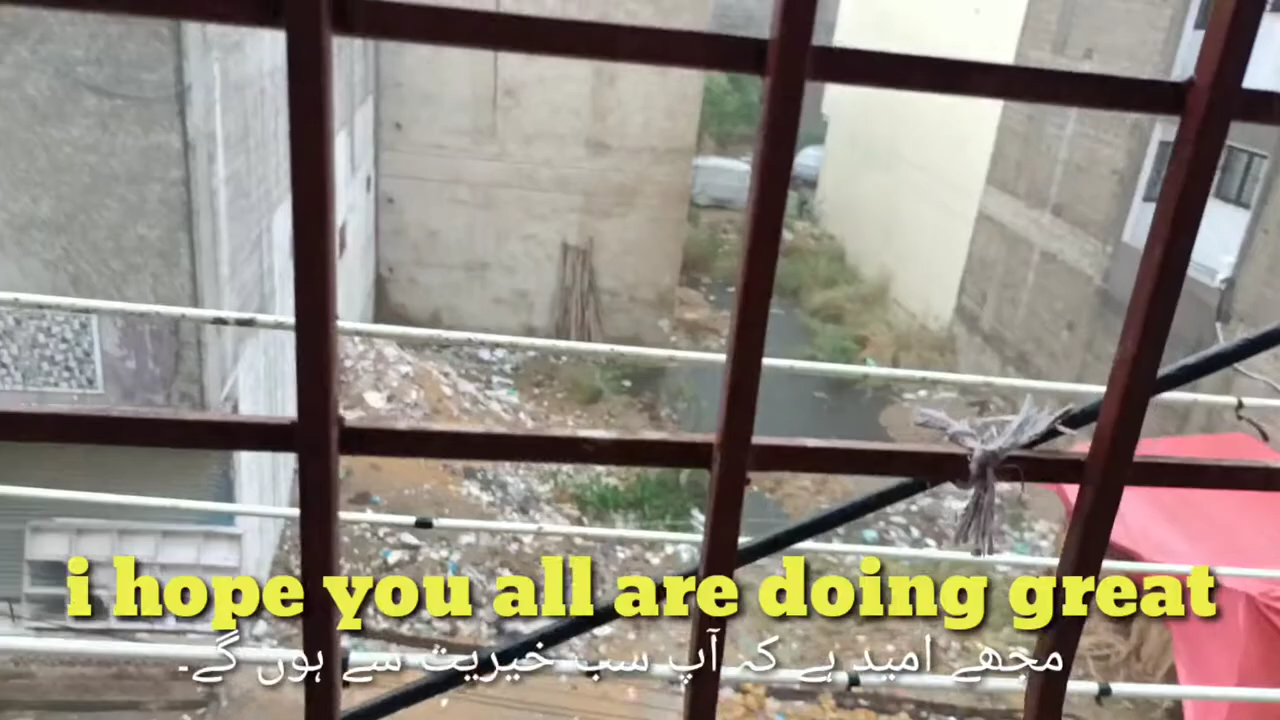 i hope you all are doing great
مجھے امید ہے کہ آپ سب خیریت سے ہوں گے۔